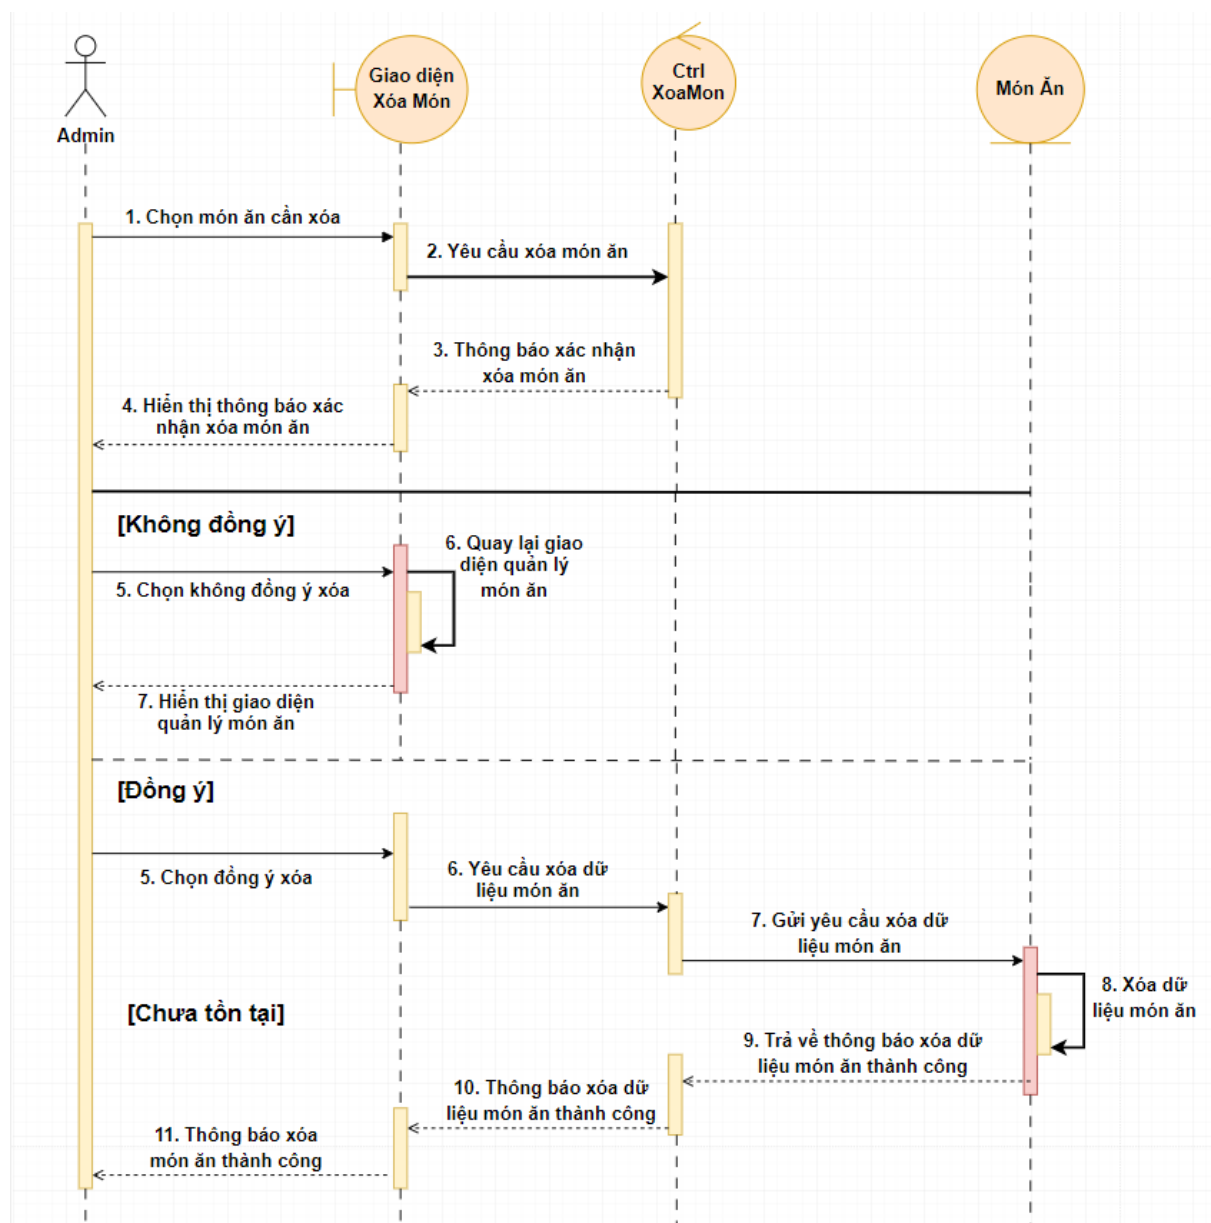 Giao diện
Xóa Món
Ctrl
XoaMon
Món Ăn
Admin
1. Chọn món ăn cần xóa
2. Yêu cầu xóa món ăn
3. Thông báo xác nhận
xóa món ăn
4. Hiển thị thông báo xác
nhận xóa món ăn
[Không đồng ý]
6. Quay lại giao
diện quản lý
món ăn
5. Chọn không đồng ý xóa
7. Hiển thị giao diện
quản lý món ăn
[Đồng ý]
5. Chọn đồng ý xóa
6. Yêu cầu xóa dữ
liệu món ăn
7. Gửi yêu cầu xóa dữ
liệu món ăn
8. Xóa dữ
liệu món ăn
[Chưa tồn tại]
9. Trả về thông báo xóa dữ
liệu món ăn thành công
10. Thông báo xóa dữ
liệu món ăn thành công
11. Thông báo xóa
món ăn thành công